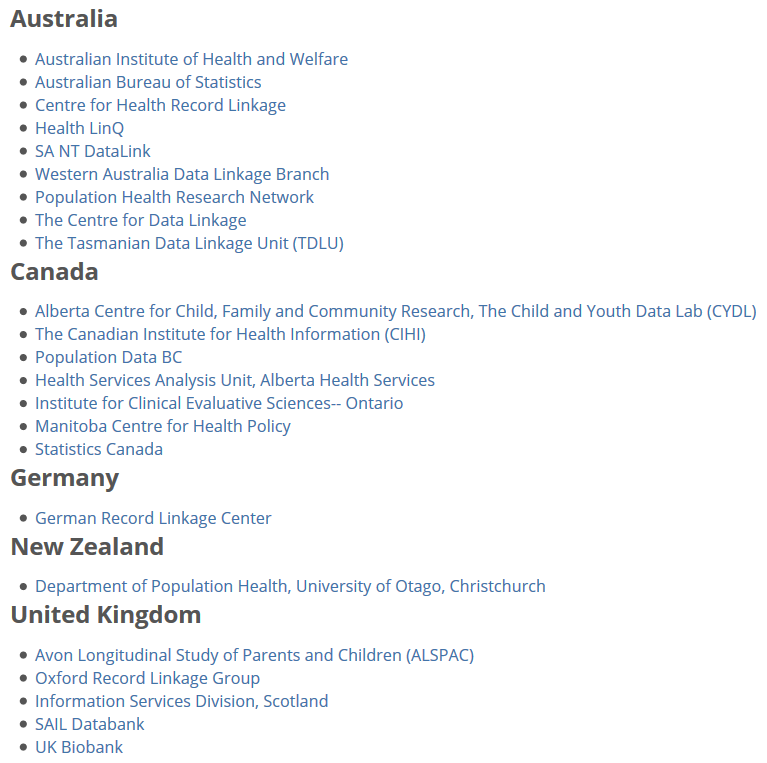 Australia
Australian Institute of Health and Welfare
Australian Bureau of Statistics
Centre for Health Record Linkage
Health LinQ
SA NT DataLink
Western Australia Data Linkage Branch
Population Health Research Network
The Centre for Data Linkage
The Tasmanian Data Linkage Unit (TDLU)
Canada
Alberta Centre for Child, Family and Community Research, The Child and Youth Data Lab (CYDL)
The Canadian Institute for Health Information (CIHI)
Population Data BC
Health Services Analysis Unit, Alberta Health Services
Institute for Clinical Evaluative Sciences-- Ontario
Manitoba Centre for Health Policy
Statistics Canada
Germany
German Record Linkage Center
New Zealand
Department of Population Health, University of Otago, Christchurch
United Kingdom
Avon Longitudinal Study of Parents and Children (ALSPAC)
Oxford Record Linkage Group
Information Services Division, Scotland
SAIL Databank
UK Biobank